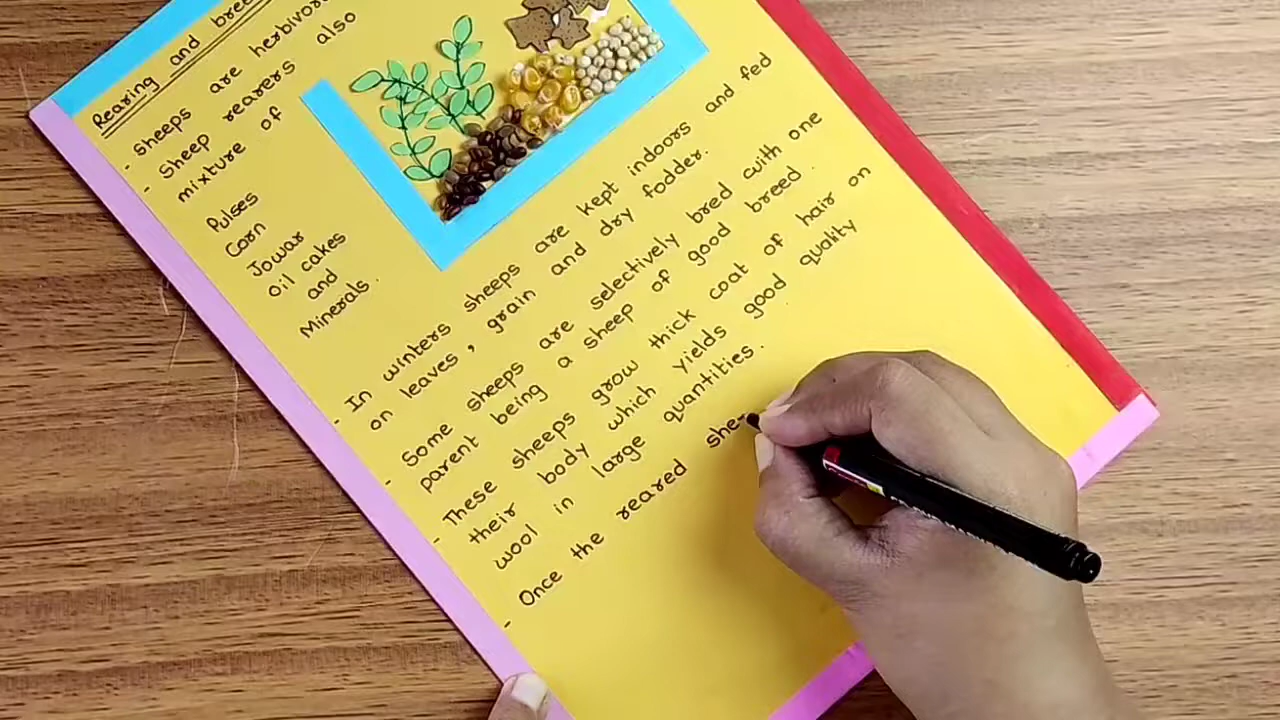 Rearing and bree
- Sheeps are herbivoro
- Sheep rearers also
mixture of
Pulses
Corn
Jowar
Oil cakes
and
Minerals.
- In winters sheeps are kept indoors and fed
on leaves, grain and dry fodder.
- Some sheeps are selectively bred with one
parent being a sheep of good breed.
- These sheeps grow thick coat of hair on
their body which yields good quality
wool in large quantities.
- Once the reared she